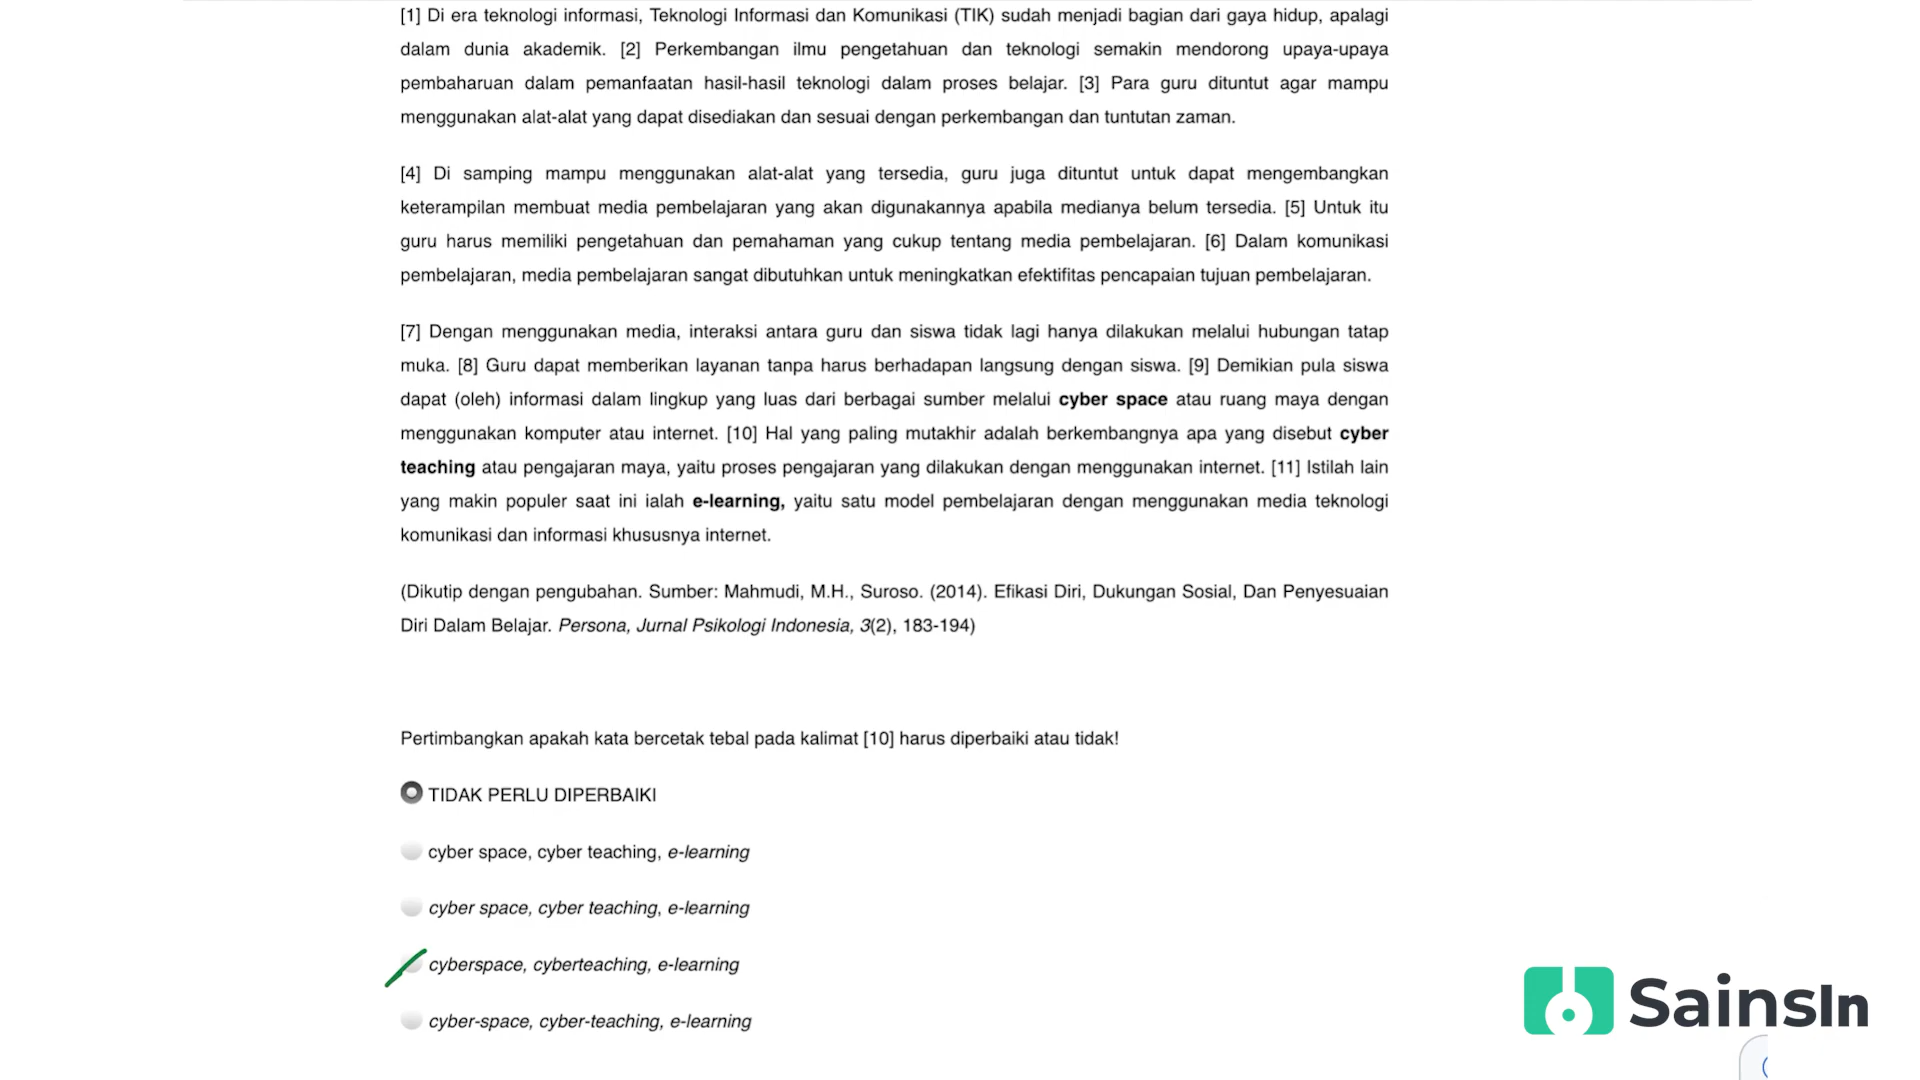 [1] Di era teknologi informasi, Teknologi Informasi dan Komunikasi (TIK) sudah menjadi bagian dari gaya hidup, apalagi
dalam dunia akademik. [2] Perkembangan ilmu pengetahuan dan teknologi semakin mendorong upaya-upaya
pembaharuan dalam pemanfaatan hasil-hasil teknologi dalam proses belajar. [3] Para guru dituntut agar mampu
menggunakan alat-alat yang dapat disediakan dan sesuai dengan perkembangan dan tuntutan zaman.
[4] Di samping mampu menggunakan alat-alat yang tersedia, guru juga dituntut untuk dapat mengembangkan
keterampilan membuat media pembelajaran yang akan digunakannya apabila medianya belum tersedia. [5] Untuk itu
guru harus memiliki pengetahuan dan pemahaman yang cukup tentang media pembelajaran. [6] Dalam komunikasi
pembelajaran, media pembelajaran sangat dibutuhkan untuk meningkatkan efektifitas pencapaian tujuan pembelajaran.
[7] Dengan menggunakan media, interaksi antara guru dan siswa tidak lagi hanya dilakukan melalui hubungan tatap
muka. [8] Guru dapat memberikan layanan tanpa harus berhadapan langsung dengan siswa. [9] Demikian pula siswa
dapat (oleh) informasi dalam lingkup yang luas dari berbagai sumber melalui cyber space atau ruang maya dengan
menggunakan komputer atau internet. [10] Hal yang paling mutakhir adalah berkembangnya apa yang disebut cyber
teaching atau pengajaran maya, yaitu proses pengajaran yang dilakukan dengan menggunakan internet. [11] Istilah lain
yang makin populer saat ini ialah e-learning, yaitu satu model pembelajaran dengan menggunakan media teknologi
komunikasi dan informasi khususnya internet.
(Dikutip dengan pengubahan. Sumber: Mahmudi, M.H., Suroso. (2014). Efikasi Diri, Dukungan Sosial, Dan Penyesuaian
Diri Dalam Belajar. Persona, Jurnal Psikologi Indonesia, 3(2), 183-194)
Pertimbangkan apakah kata bercetak tebal pada kalimat [10] harus diperbaiki atau tidak!
TIDAK PERLU DIPERBAIKI
cyber space, cyber teaching, e-learning
cyber space, cyber teaching, e-learning
cyberspace, cyberteaching, e-learning
cyber-space, cyber-teaching, e-learning
SainsIn